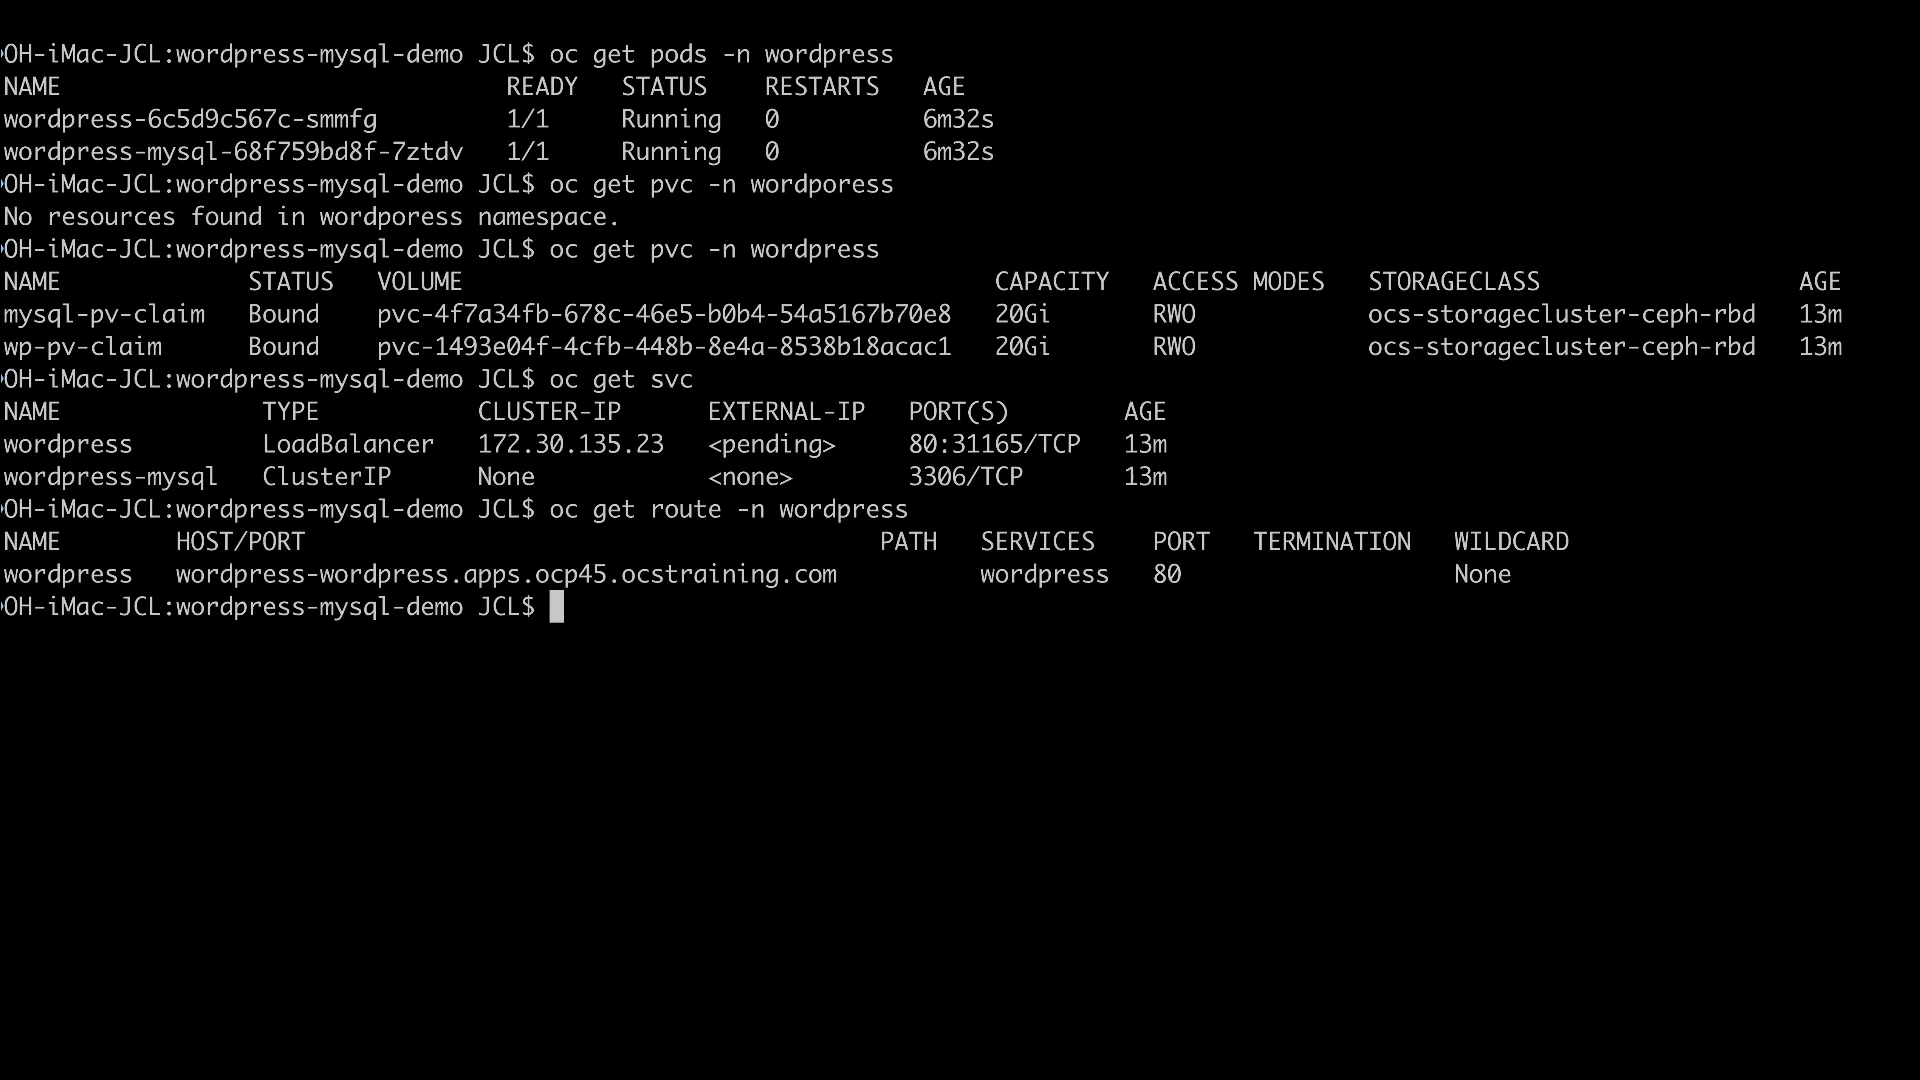 OH-iMac-JCL:wordpress-mysql-demo JCL$ oc get pods -n wordpress
NAME                               READY   STATUS    RESTARTS   AGE
wordpress-6c5d9c567c-smmfg         1/1     Running   0          6m32s
wordpress-mysql-68f759bd8f-7ztdv   1/1     Running   0          6m32s
OH-iMac-JCL:wordpress-mysql-demo JCL$ oc get pvc -n wordporess
No resources found in wordporess namespace.
OH-iMac-JCL:wordpress-mysql-demo JCL$ oc get pvc -n wordpress
NAME             STATUS   VOLUME                                     CAPACITY   ACCESS MODES   STORAGECLASS                  AGE
mysql-pv-claim   Bound    pvc-4f7a34fb-678c-46e5-b0b4-54a5167b70e8   20Gi       RWO            ocs-storagecluster-ceph-rbd   13m
wp-pv-claim      Bound    pvc-1493e04f-4cfb-448b-8e4a-8538b18acac1   20Gi       RWO            ocs-storagecluster-ceph-rbd   13m
OH-iMac-JCL:wordpress-mysql-demo JCL$ oc get svc
NAME              TYPE           CLUSTER-IP      EXTERNAL-IP   PORT(S)        AGE
wordpress         LoadBalancer   172.30.135.23   <pending>     80:31165/TCP   13m
wordpress-mysql   ClusterIP      None            <none>        3306/TCP       13m
OH-iMac-JCL:wordpress-mysql-demo JCL$ oc get route -n wordpress
NAME        HOST/PORT                                        PATH   SERVICES    PORT   TERMINATION   WILDCARD
wordpress   wordpress-wordpress.apps.ocp45.ocstraining.com          wordpress   80                   None
OH-iMac-JCL:wordpress-mysql-demo JCL$